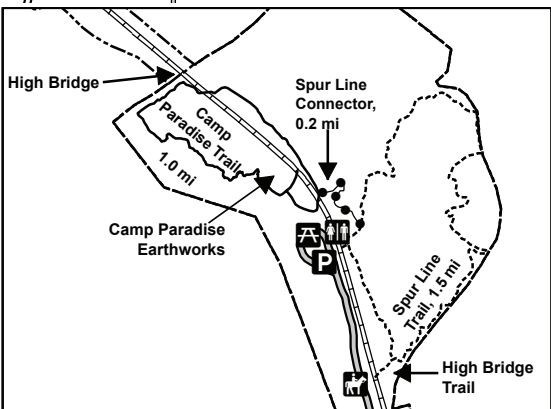 High Bridge
Camp
Paradise Trail,
1.0 mi
Spur Line
Connector,
0.2 mi
Camp Paradise
Earthworks
P
Spur Line
Trail, 1.5 mi
High Bridge
Trail